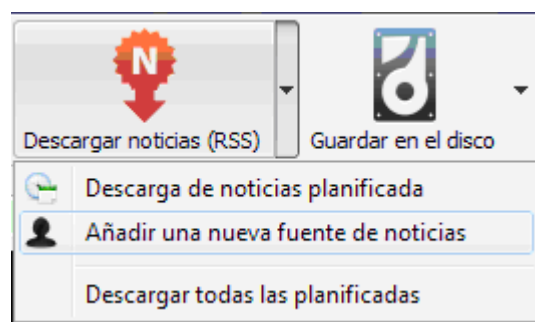 N
Descargar noticias (RSS)
Guardar en el disco
Descarga de noticias planificada
Añadir una nueva fuente de noticias
Descargar todas las planificadas